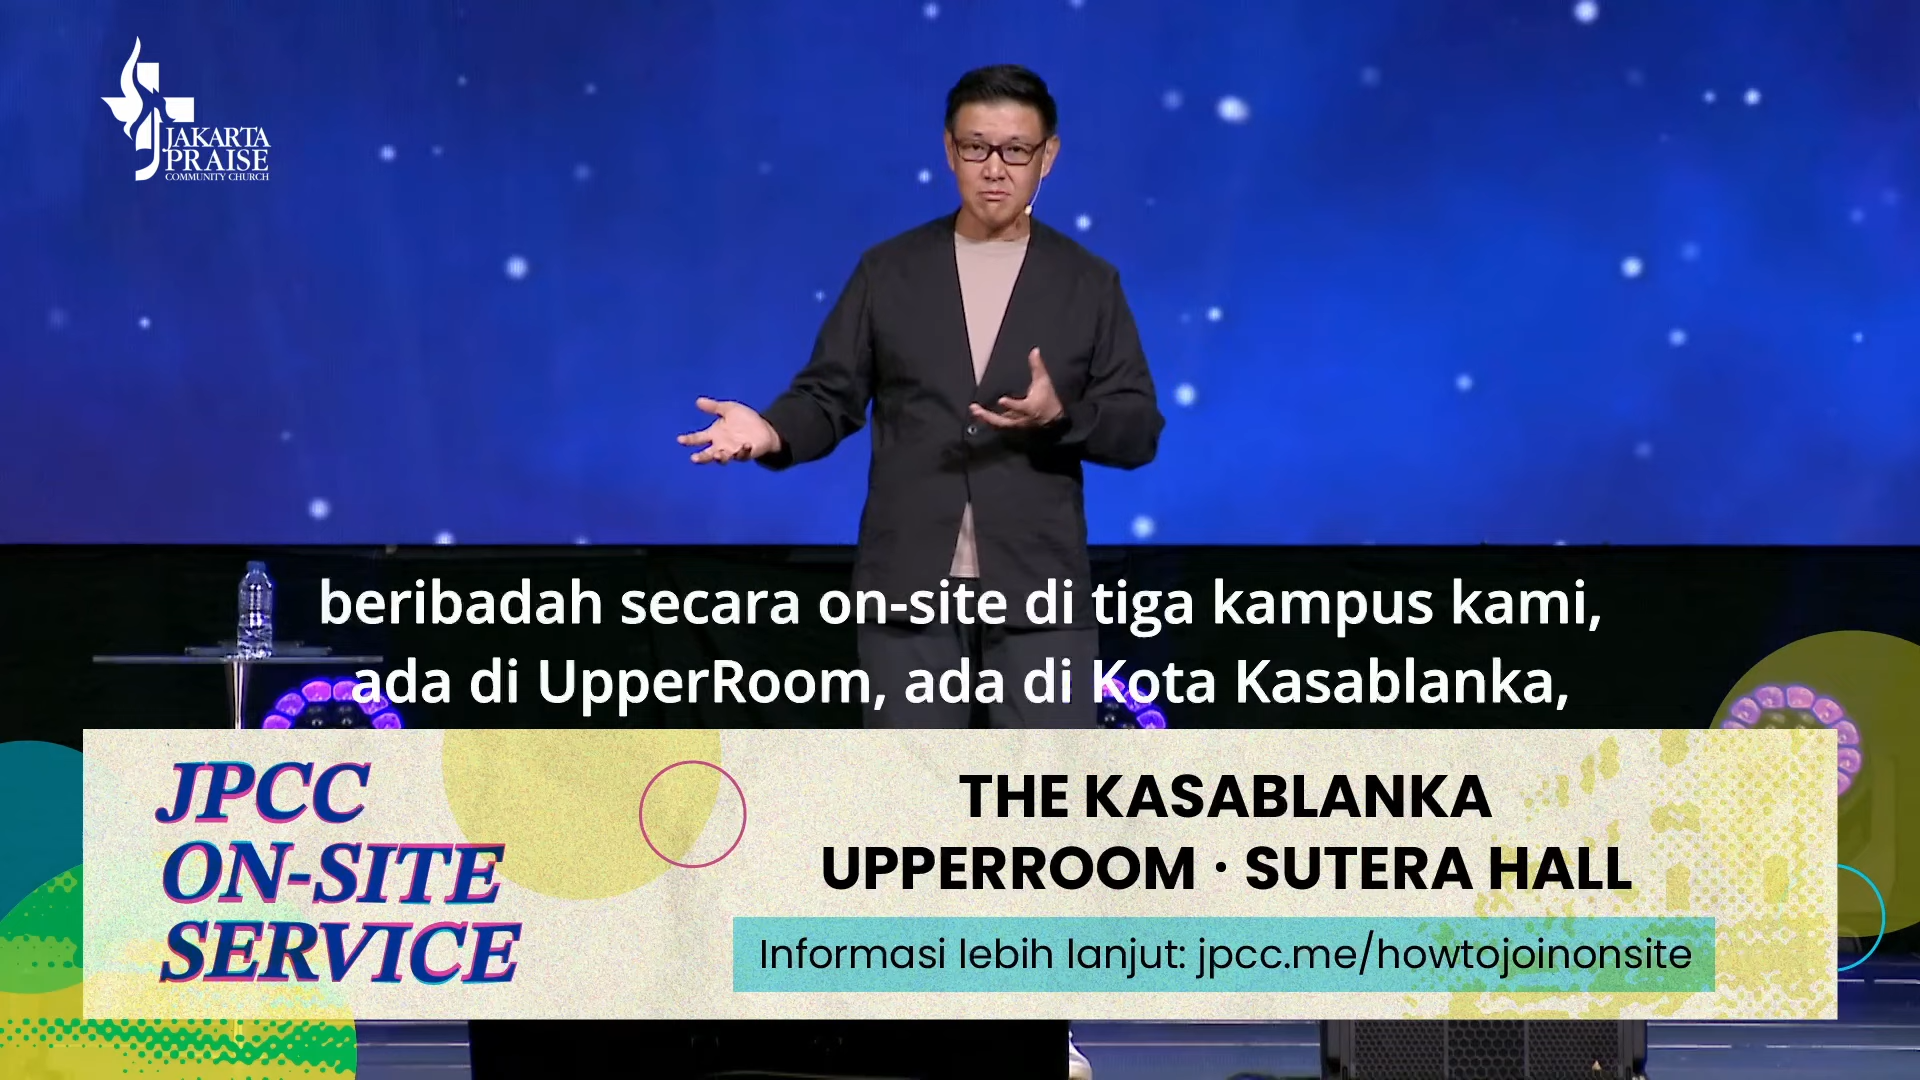 JAKARTA
PRAISE
COMMUNITY CHURCH
beribadah secara on-site di tiga kampus kami,
ada di UpperRoom, ada di Kota Kasablanka,
JPCC
ON-SITE
SERVICE
THE KASABLANKA
UPPERROOM · SUTERA HALL
Informasi lebih lanjut: jpcc.me/howtojoinonsite